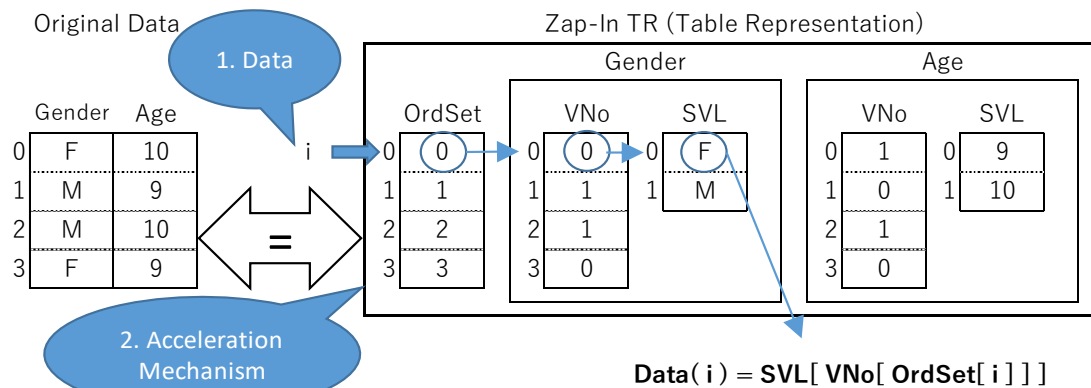 Original Data
Zap-In TR (Table Representation)
1. Data
Gender
Age
Gender Age
OrdSet
VNo
SVL
VNo
SVL
0 F 10
i
0 0
0 0
0 F
0 1
0 9
1 M 9
1 1
1 1
1 M
1 0
1 10
2 M 10
=
2 2
2 1
2 1
3 F 9
3 3
3 0
3 0
2. Acceleration
Mechanism
Data( i ) = SVL[ VNo[ OrdSet[ i ] ] ]